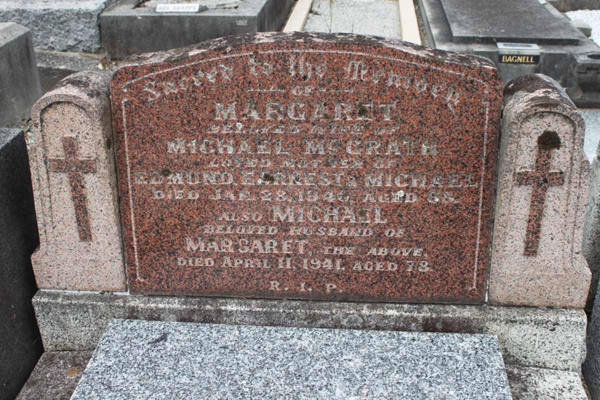 BAGNELL
Sacred to the Memory
OF
MARGARET
BELOVED WIFE OF
MICHAEL McGRATH
LOVED MOTHER OF
EDMUND, EARNEST & MICHAEL
DIED JAN. 28, 1940, AGED
ALSO MICHAEL
BELOVED HUSBAND OF
MARGARET, THE ABOVE
DIED APRIL 11, 1941, AGED 73.
R.I.P.